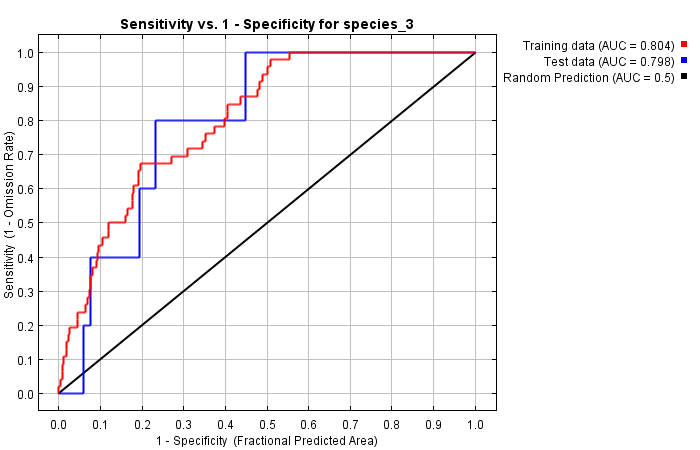 Sensitivity vs. 1 - Specificity for species_3
Training data (AUC = 0.804)
Test data (AUC = 0.798)
Random Prediction (AUC = 0.5)
Sensitivity (1 - Omission Rate)
1.0
0.9
0.8
0.7
0.6
0.5
0.4
0.3
0.2
0.1
0.0
0.0 0.1 0.2 0.3 0.4 0.5 0.6 0.7 0.8 0.9 1.0
1 - Specificity (Fractional Predicted Area)